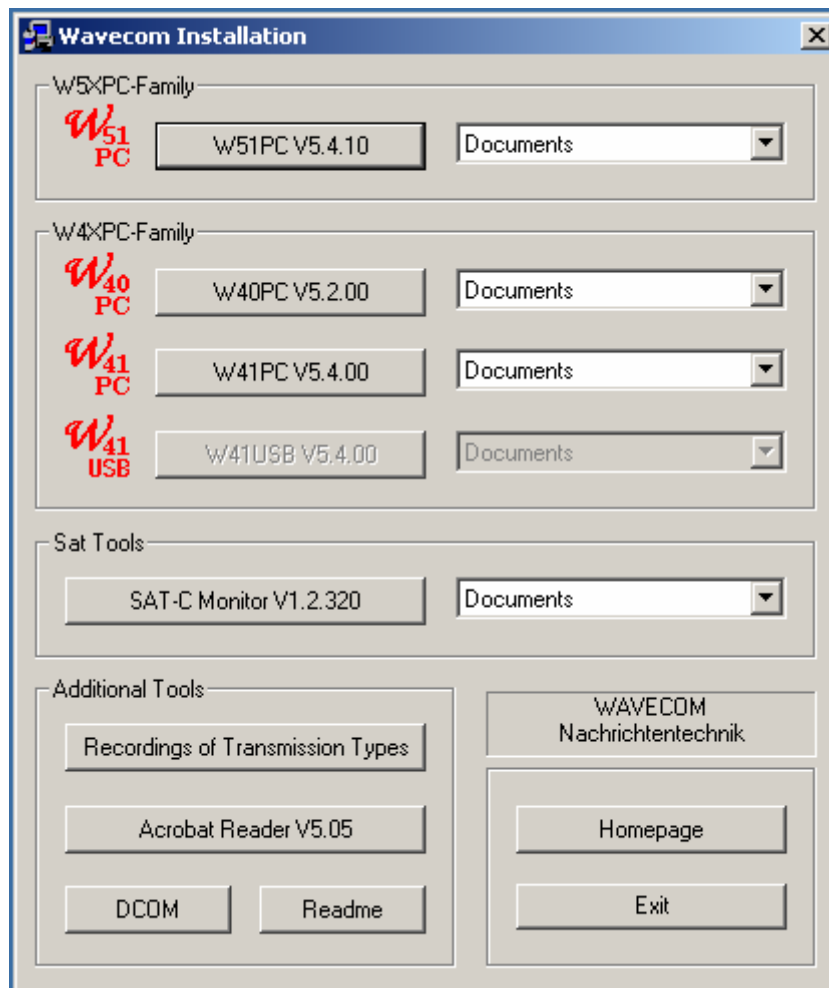 Wavecom Installation
W5XPC-Family
W51
PC
W51PC V5.4.10
Documents
W4XPC-Family
W40
PC
W40PC V5.2.00
Documents
W41
PC
W41PC V5.4.00
Documents
W41
USB
W41USB V5.4.00
Documents
Sat Tools
SAT-C Monitor V1.2.320
Documents
Additional Tools
Recordings of Transmission Types
Acrobat Reader V5.05
DCOM
Readme
WAVECOM
Nachrichtentechnik
Homepage
Exit